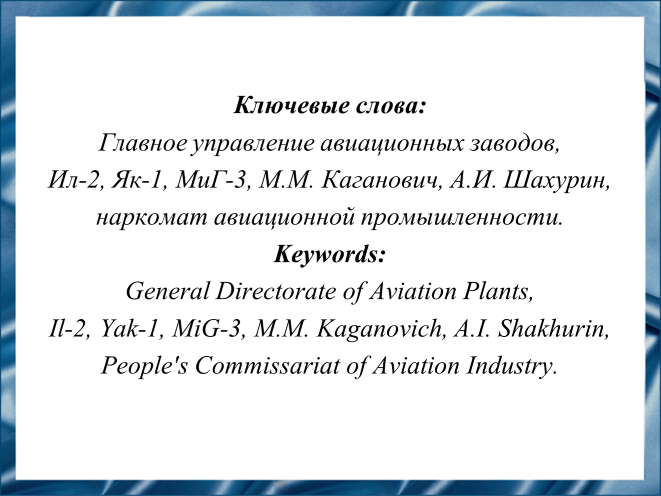 Ключевые слова:
Главное управление авиационных заводов,
Ил-2, Як-1, МиГ-3, М.М. Каганович, А.И. Шахурин,
наркомат авиационной промышленности.
Keywords:
General Directorate of Aviation Plants,
Il-2, Yak-1, MiG-3, M.M. Kaganovich, A.I. Shakhurin,
People's Commissariat of Aviation Industry.